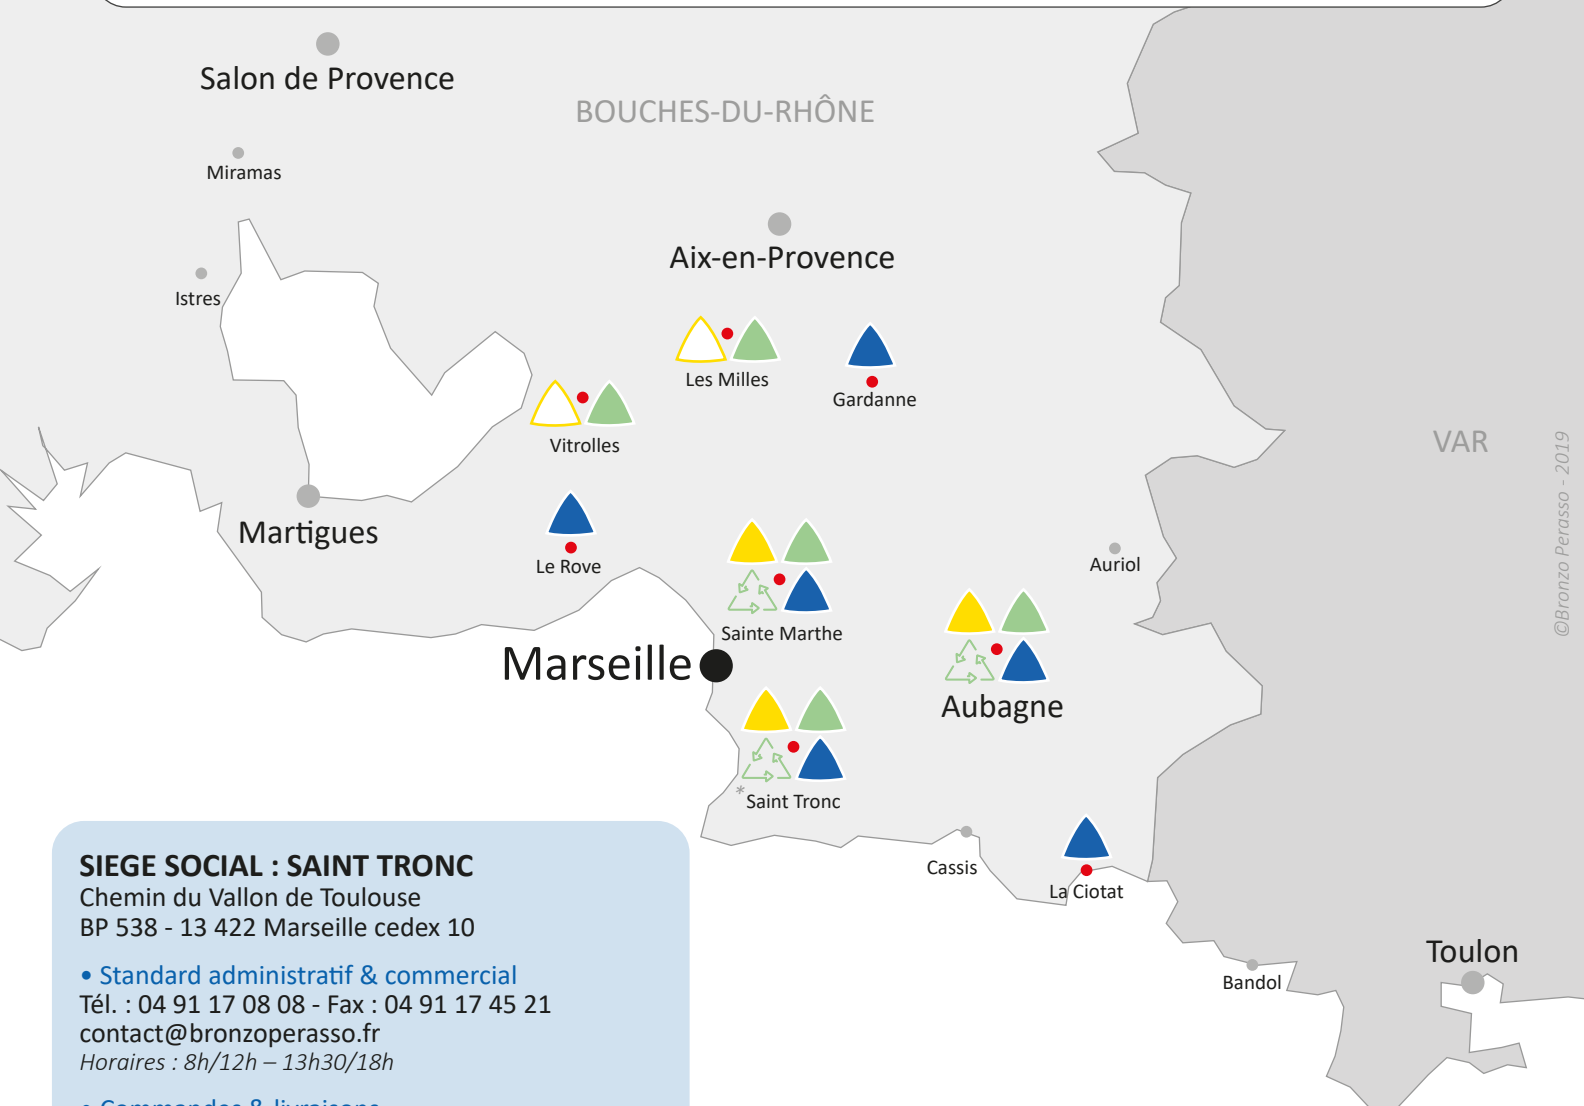 Salon de Provence
BOUCHES-DU-RHÔNE
Miramas
Aix-en-Provence
Istres
Les Milles
Gardanne
Vitrolles
VAR
©Bronzo Perasso - 2019
Martigues
Le Rove
Auriol
Sainte Marthe
Marseille
Aubagne
*Saint Tronc
Cassis
La Ciotat
Toulon
Bandol
SIEGE SOCIAL : SAINT TRONC
Chemin du Vallon de Toulouse
BP 538 - 13 422 Marseille cedex 10
• Standard administratif & commercial
Tél. : 04 91 17 08 08 - Fax : 04 91 17 45 21
contact@bronzoperasso.fr
Horaires : 8h/12h – 13h30/18h
• Commandes & livraisons